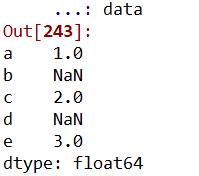 ...: data
Out[243]:
a    1.0
b    NaN
c    2.0
d    NaN
e    3.0
dtype: float64